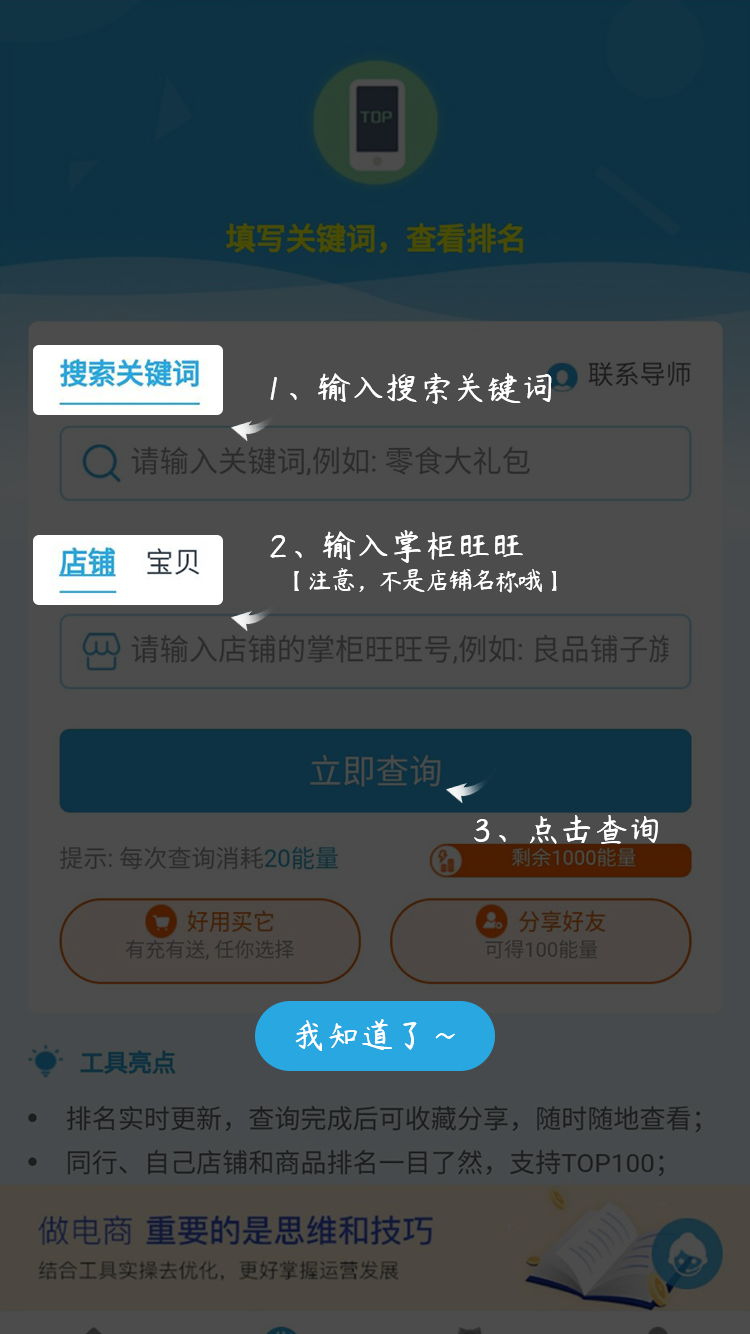 TOP
填写关键词，查看排名
搜索关键词
1、输入搜索关键词
联系导师
请输入关键词,例如: 零食大礼包
2、输入掌柜旺旺
【注意，不是店铺名称哦】
店铺 宝贝
请输入店铺的掌柜旺旺号,例如: 良品铺子旗
立即查询
3、点击查询
提示: 每次查询消耗20能量
剩余1000能量
好用买它
有充有送, 任你选择
分享好友
可得100能量
我知道了～
工具亮点
• 排名实时更新，查询完成后可收藏分享，随时随地查看；
• 同行、自己店铺和商品排名一目了然，支持TOP100；
做电商 重要的是思维和技巧
结合工具实操去优化，更好掌握运营发展